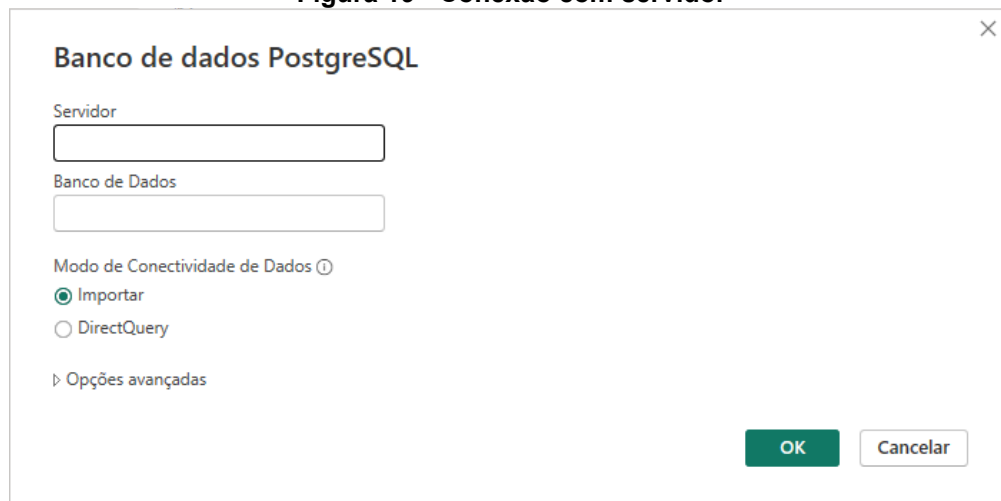 Banco de dados PostgreSQL
Servidor
Banco de Dados
Modo de Conectividade de Dados
Importar
DirectQuery
Opções avançadas
OK Cancelar